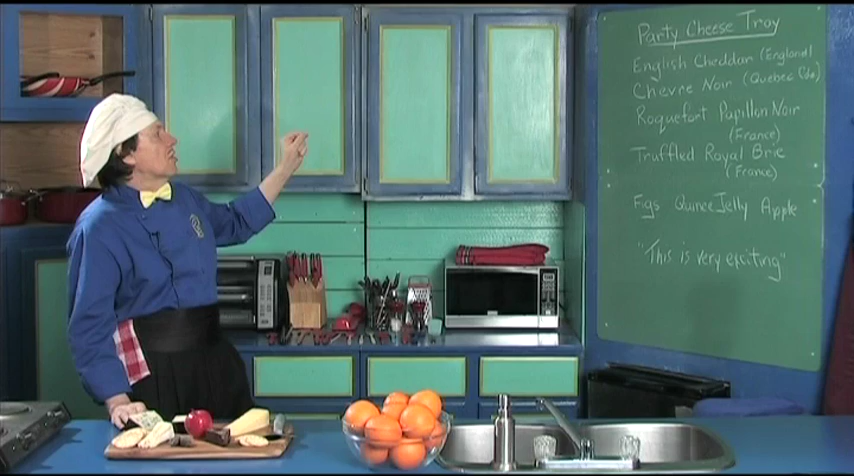 Party Cheese Troy
English Cheddar (England)
Chevre Noir (Quebec Cda)
Roquefort Papillon Noir
(France)
Truffled Royal Brie
(France)
Figs Quince Jelly Apple
"This is very exciting"